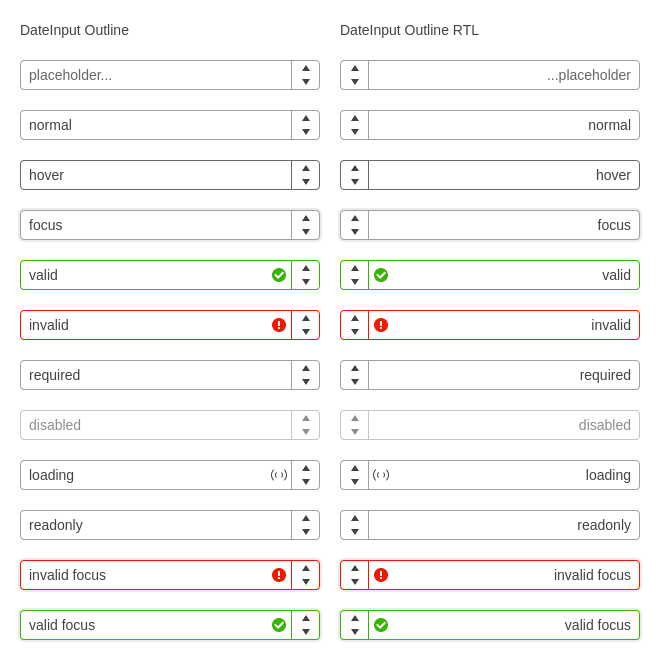 DateInput Outline
DateInput Outline RTL
placeholder...
...placeholder
normal
normal
hover
hover
focus
focus
valid
valid
invalid
invalid
required
required
disabled
disabled
loading
loading
readonly
readonly
invalid focus
invalid focus
valid focus
valid focus